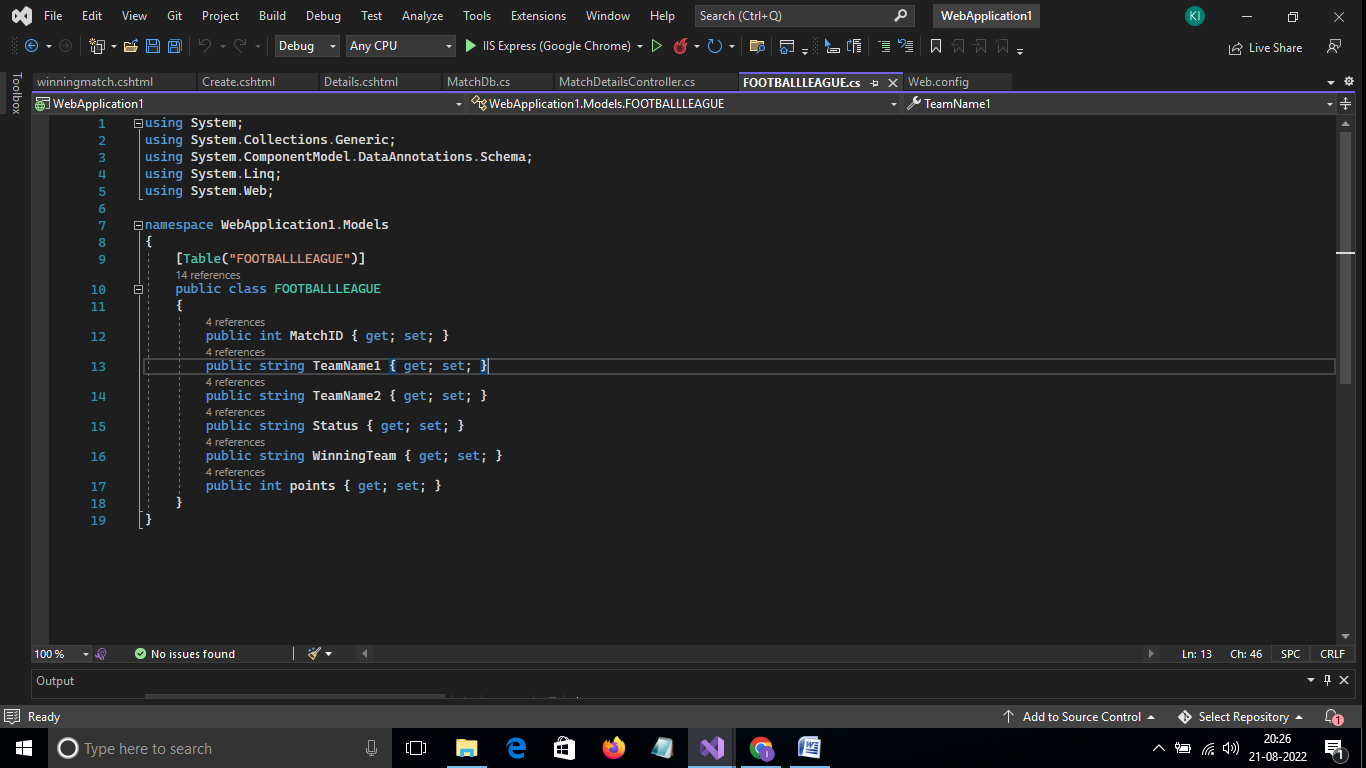 File Edit View Git Project Build Debug Test Analyze Tools Extensions Window Help Search (Ctrl+Q) WebApplication1 KI
Debug Any CPU IIS Express (Google Chrome) Live Share
Toolbox
winningmatch.cshtml Create.cshtml Details.cshtml MatchDb.cs MatchDetailsController.cs FOOTBALLLEAGUE.cs Web.config
WebApplication1 WebApplication1.Models.FOOTBALLLEAGUE TeamName1
1 using System;
2 using System.Collections.Generic;
3 using System.ComponentModel.DataAnnotations.Schema;
4 using System.Linq;
5 using System.Web;
6
7 namespace WebApplication1.Models
8 {
9 [Table("FOOTBALLLEAGUE")]
14 references
10 public class FOOTBALLLEAGUE
11 {
4 references
12 public int MatchID { get; set; }
4 references
13 public string TeamName1 { get; set; }
4 references
14 public string TeamName2 { get; set; }
4 references
15 public string Status { get; set; }
4 references
16 public string WinningTeam { get; set; }
4 references
17 public int points { get; set; }
18 }
19 }
100 % No issues found Ln: 13 Ch: 46 SPC CRLF
Output
Ready Add to Source Control Select Repository 1
Type here to search 20:26
21-08-2022 1